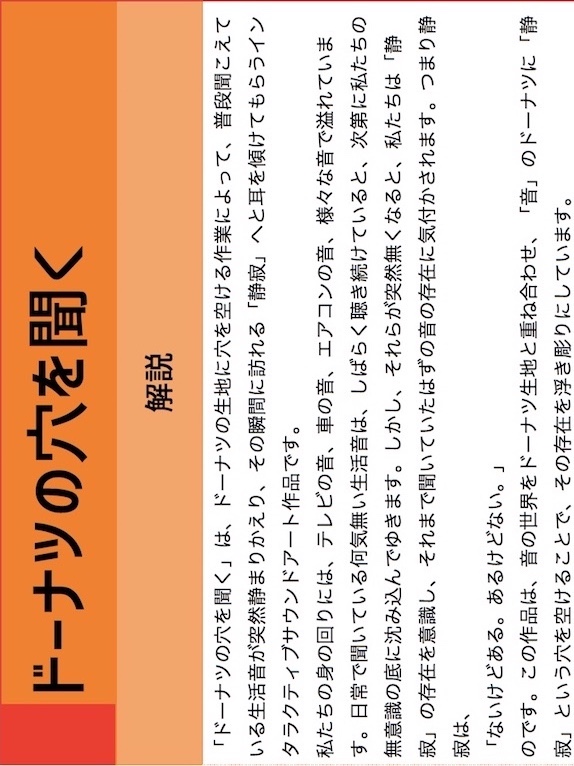 ドーナツの穴を聞く
解説
「ドーナツの穴を聞く」は、ドーナツの生地に穴を空ける作業によって、普段聞こえて
いる生活音が突然静まりかえり、その瞬間に訪れる「静寂」へと耳を傾けてもらうイン
タラクティブサウンドアート作品です。
私たちの身の回りには、テレビの音、車の音、エアコンの音、様々な音で溢れていま
す。日常で聞いている何気無い生活音は、しばらく聴き続けていると、次第に私たちの
無意識の底に沈み込んでゆきます。しかし、それらが突然無くなると、私たちは「静
寂」の存在を意識し、それまで聞いていたはずの音の存在に気付かされます。つまり静
寂は、
「ないけどある。あるけどない。」
のです。この作品は、音の世界をドーナツ生地と重ね合わせ、「音」のドーナツに「静
寂」という穴を空けることで、その存在を浮き彫りにしています。